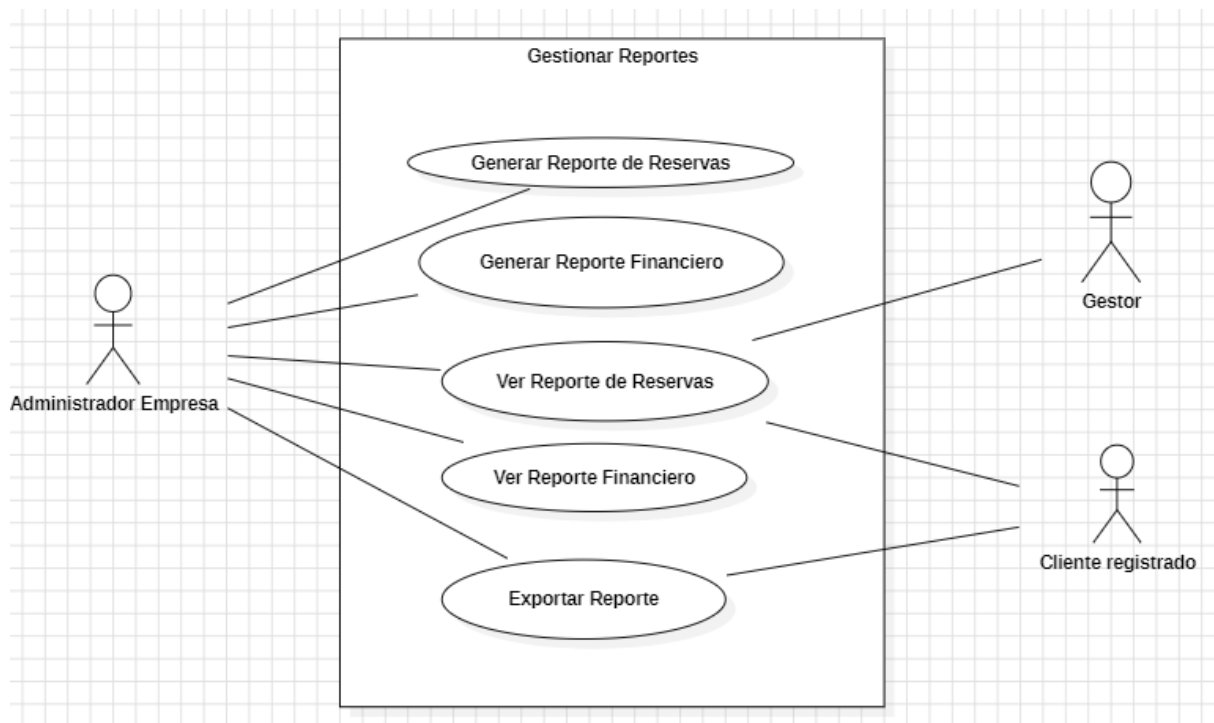 Gestionar Reportes
Generar Reporte de Reservas
Generar Reporte Financiero
Gestor
Ver Reporte de Reservas
Administrador Empresa
Ver Reporte Financiero
Cliente registrado
Exportar Reporte